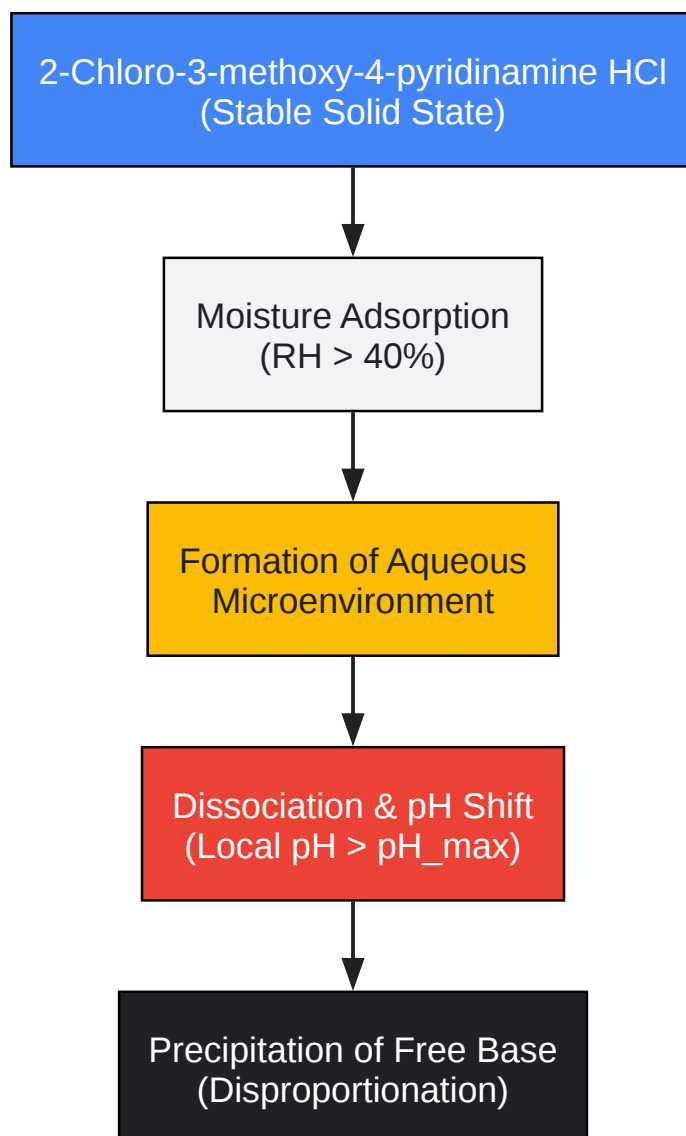 2-Chloro-3-methoxy-4-pyridinamine HCl
(Stable Solid State)
Moisture Adsorption
(RH > 40%)
Formation of Aqueous
Microenvironment
Dissociation & pH Shift
(Local pH > pH_max)
Precipitation of Free Base
(Disproportionation)